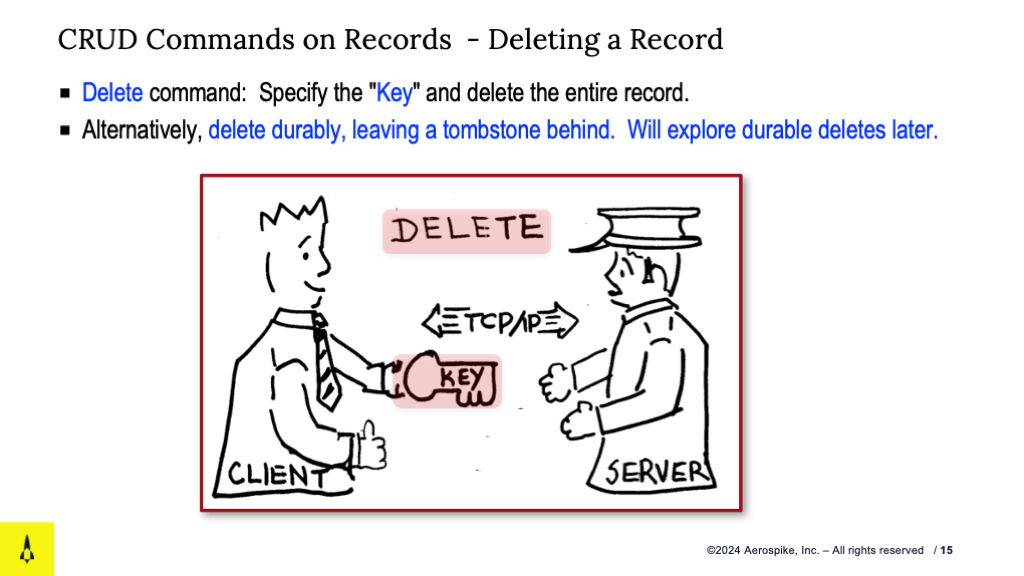 CRUD Commands on Records - Deleting a Record
▪ Delete command: Specify the "Key" and delete the entire record.
▪ Alternatively, delete durably, leaving a tombstone behind. Will explore durable deletes later.
DELETE
TCP/IP
KEY
CLIENT
SERVER
©2024 Aerospike, Inc. – All rights reserved / 15